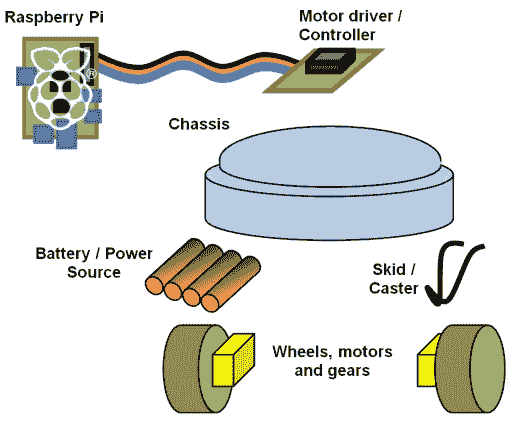 Raspberry Pi
Motor driver /
Controller
®
Chassis
Battery / Power
Source
Skid /
Caster
Wheels, motors
and gears